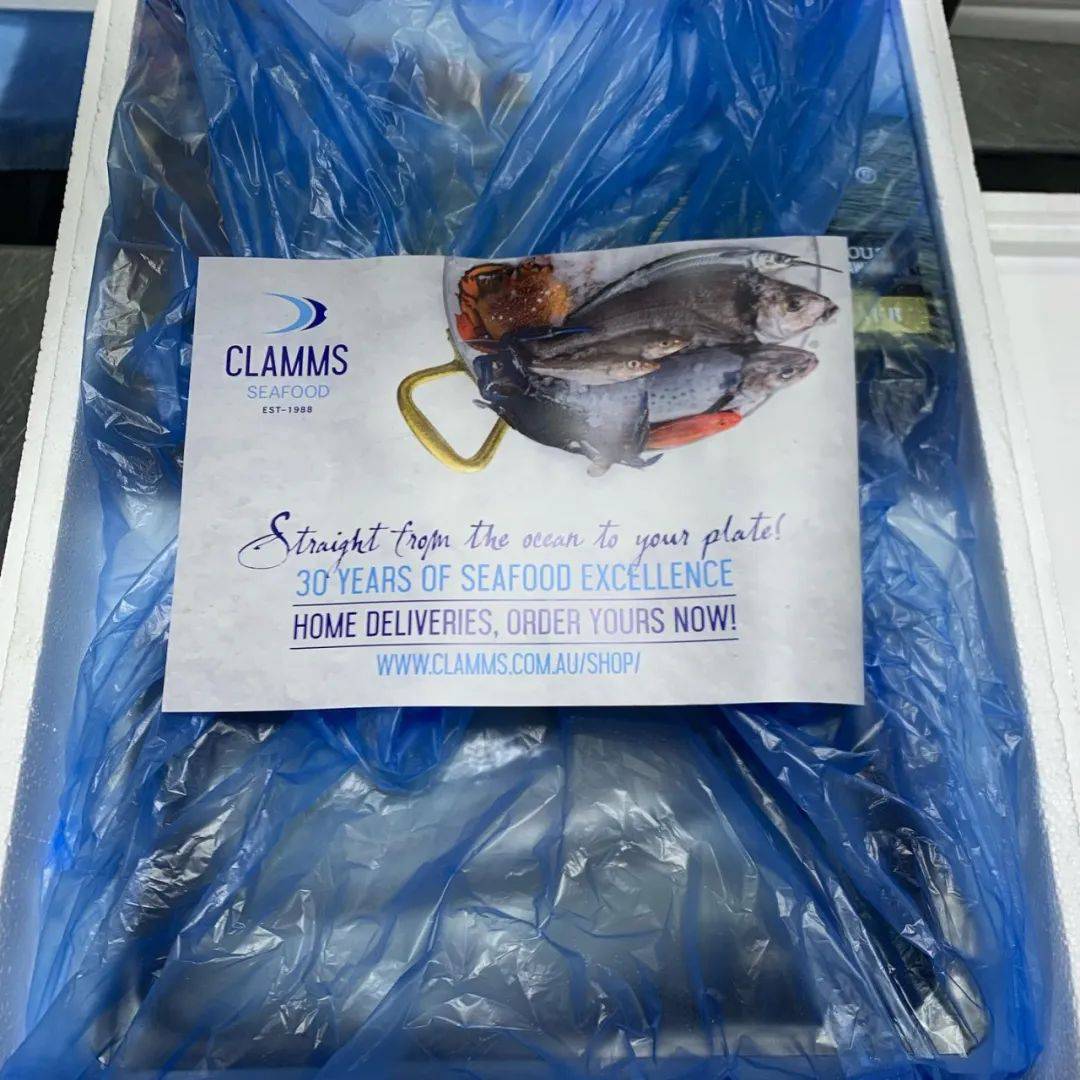 CLAMMS
SEAFOOD
EST-1988
Straight from the ocean to your plate!
30 YEARS OF SEAFOOD EXCELLENCE
HOME DELIVERIES, ORDER YOURS NOW!
WWW.CLAMMS.COM.AU/SHOP/
®